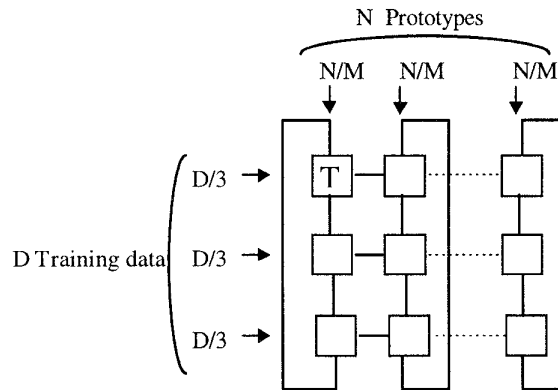 N Prototypes
N/M N/M N/M
D/3 T
D Training data D/3
D/3